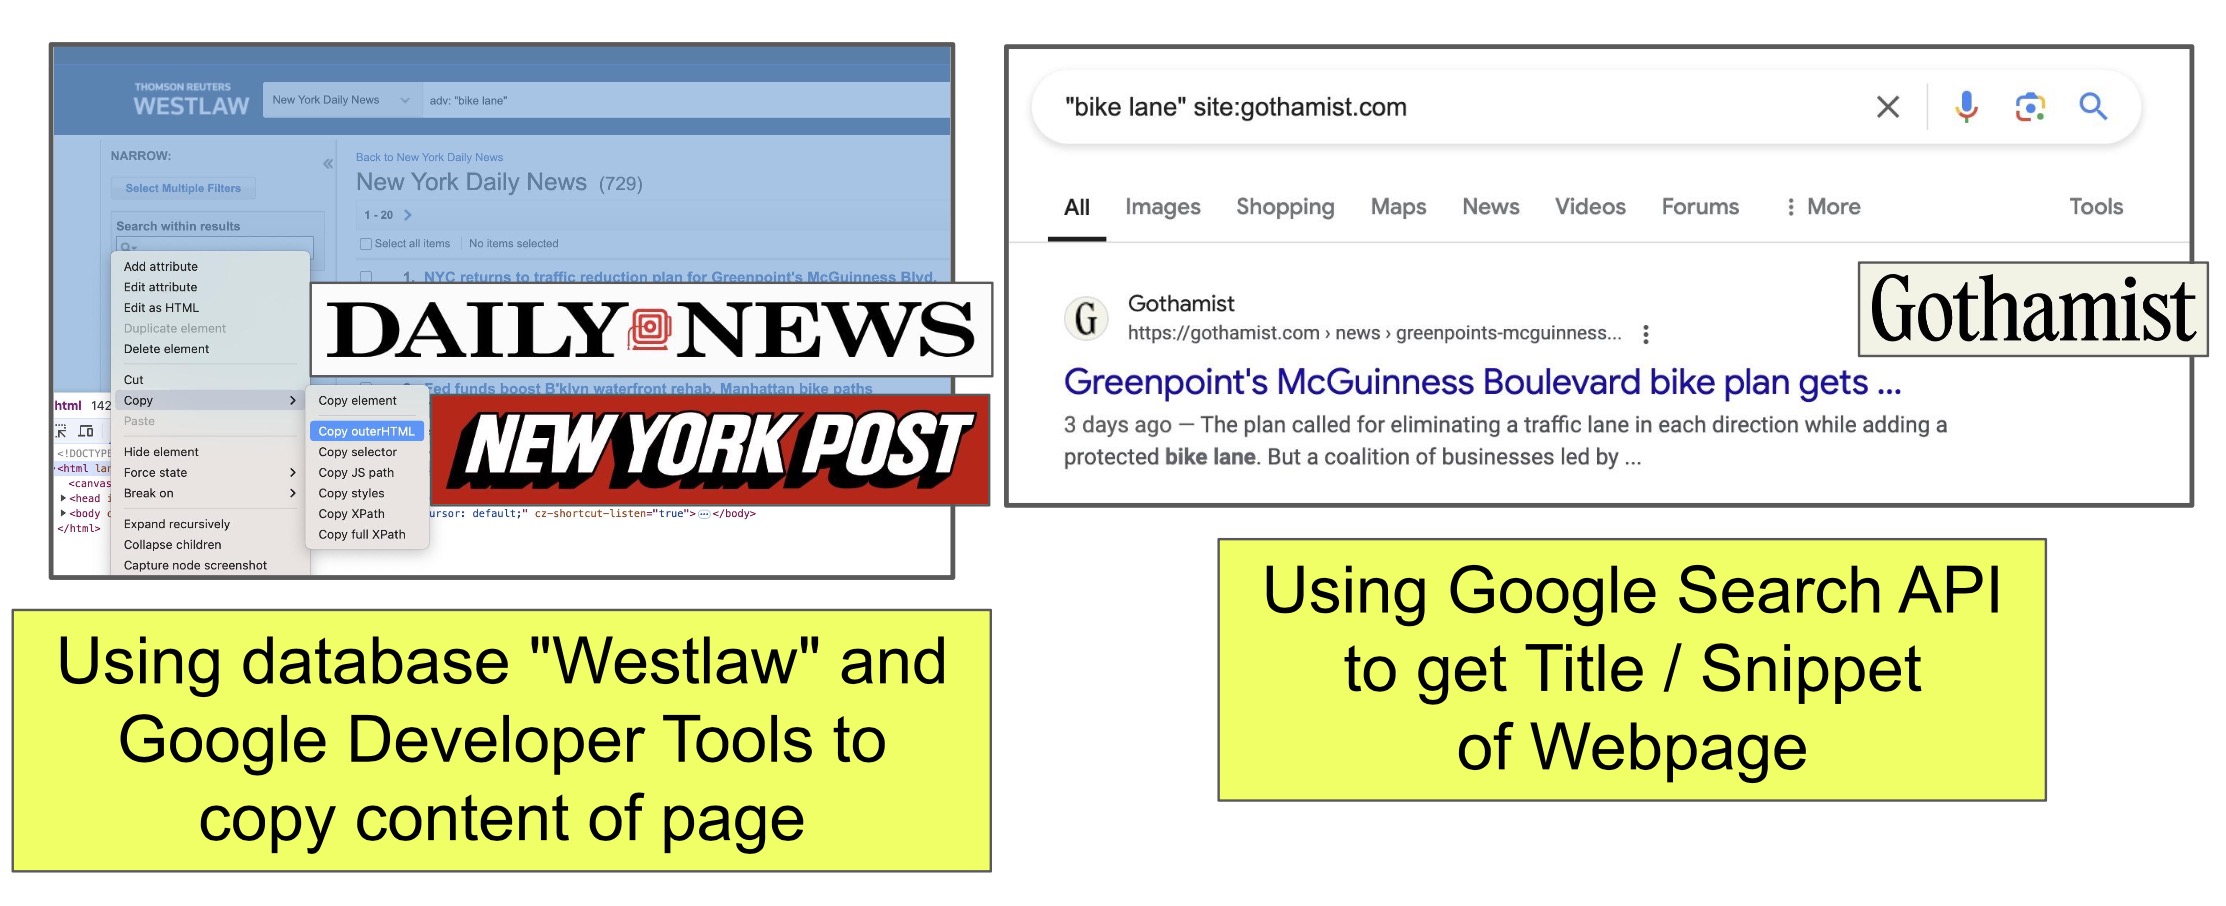 THOMSON REUTERS
WESTLAW
New York Daily News
adv: "bike lane"
NARROW:
Select Multiple Filters
Search within results
Back to New York Daily News
New York Daily News (729)
1 - 20
Select all items
No items selected
1. NYC returns to traffic reduction plan for Greenpoint's McGuinness Blvd.
Fed funds boost B'klyn waterfront rehab, Manhattan bike paths
Add attribute
Edit attribute
Edit as HTML
Duplicate element
Delete element
Cut
Copy
Paste
Hide element
Force state
Break on
Expand recursively
Collapse children
Capture node screenshot
Copy element
Copy outerHTML
Copy selector
Copy JS path
Copy styles
Copy XPath
Copy full XPath
html 142
<!DOCTYPE
<html lar
<canvas
<head i
<body c
ursor: default;" cz-shortcut-listen="true"> … </body>
</html>
DAILY NEWS
NEW YORK POST
Using database "Westlaw" and
Google Developer Tools to
copy content of page
"bike lane" site:gothamist.com
All Images Shopping Maps News Videos Forums More Tools
G
Gothamist
https://gothamist.com › news › greenpoints-mcguinness...
Greenpoint's McGuinness Boulevard bike plan gets ...
3 days ago — The plan called for eliminating a traffic lane in each direction while adding a
protected bike lane. But a coalition of businesses led by ...
Gothamist
Using Google Search API
to get Title / Snippet
of Webpage